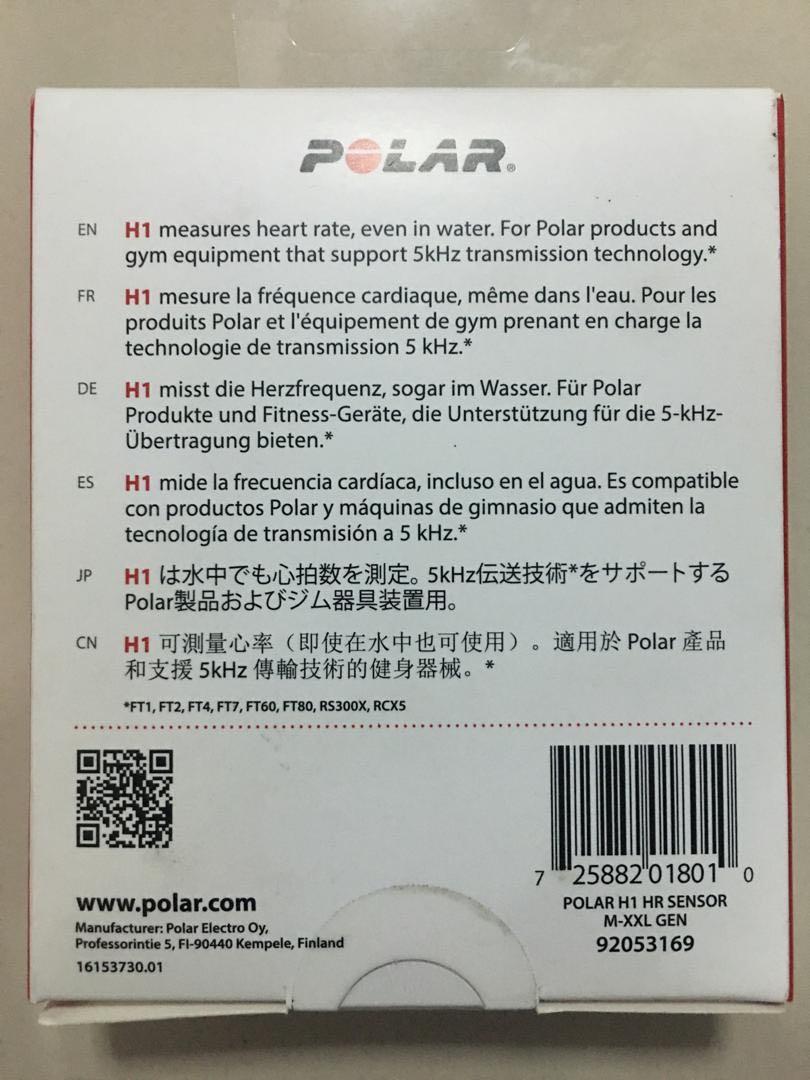 POLAR®
EN H1 measures heart rate, even in water. For Polar products and
gym equipment that support 5kHz transmission technology.*
FR H1 mesure la fréquence cardiaque, même dans l'eau. Pour les
produits Polar et l'équipement de gym prenant en charge la
technologie de transmission 5 kHz.*
DE H1 misst die Herzfrequenz, sogar im Wasser. Für Polar
Produkte und Fitness-Geräte, die Unterstützung für die 5-kHz-
Übertragung bieten.*
ES H1 mide la frecuencia cardíaca, incluso en el agua. Es compatible
con productos Polar y máquinas de gimnasio que admiten la
tecnología de transmisión a 5 kHz.*
JP H1 は水中でも心拍数を測定。5kHz伝送技術*をサポートする
Polar製品およびジム器具装置用。
CN H1 可測量心率（即使在水中也可使用）。適用於 Polar 產品
和支援 5kHz 傳輸技術的健身器械。*
*FT1, FT2, FT4, FT7, FT60, FT80, RS300X, RCX5
7 25882 01801 0
POLAR H1 HR SENSOR
M-XXL GEN
92053169
www.polar.com
Manufacturer: Polar Electro Oy,
Professorintie 5, FI-90440 Kempele, Finland
16153730.01